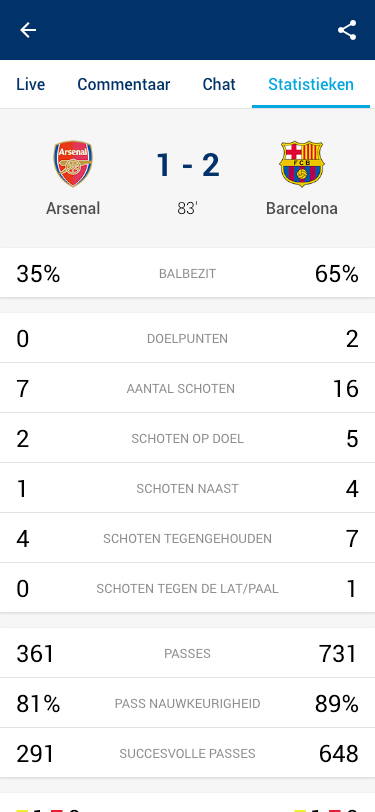 Live Commentaar Chat Statistieken
Arsenal
FCB
1 - 2
Arsenal 83' Barcelona
35% BALBEZIT 65%
0 DOELPUNTEN 2
7 AANTAL SCHOTEN 16
2 SCHOTEN OP DOEL 5
1 SCHOTEN NAAST 4
4 SCHOTEN TEGENGEHOUDEN 7
0 SCHOTEN TEGEN DE LAT/PAAL 1
361 PASSES 731
81% PASS NAUWKEURIGHEID 89%
291 SUCCESVOLLE PASSES 648